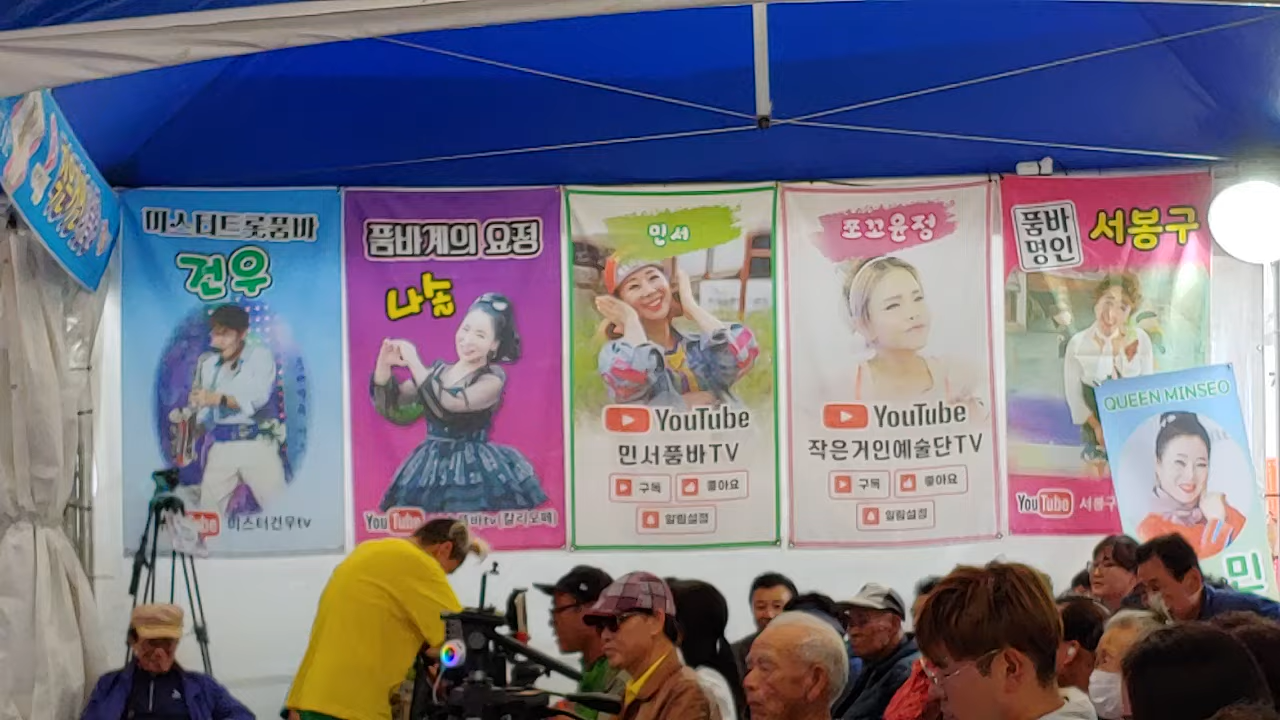 미스터트롯품바
건우
미스터건우TV
품바계의 요정
나눔
YouTube
칼리오페)
민서
YouTube
민서품바TV
구독
좋아요
알림설정
쪼꼬윤정
YouTube
작은거인예술단TV
구독
좋아요
알림설정
품바
명인
서봉구
YouTube 서봉구
QUEEN MINSEO
민